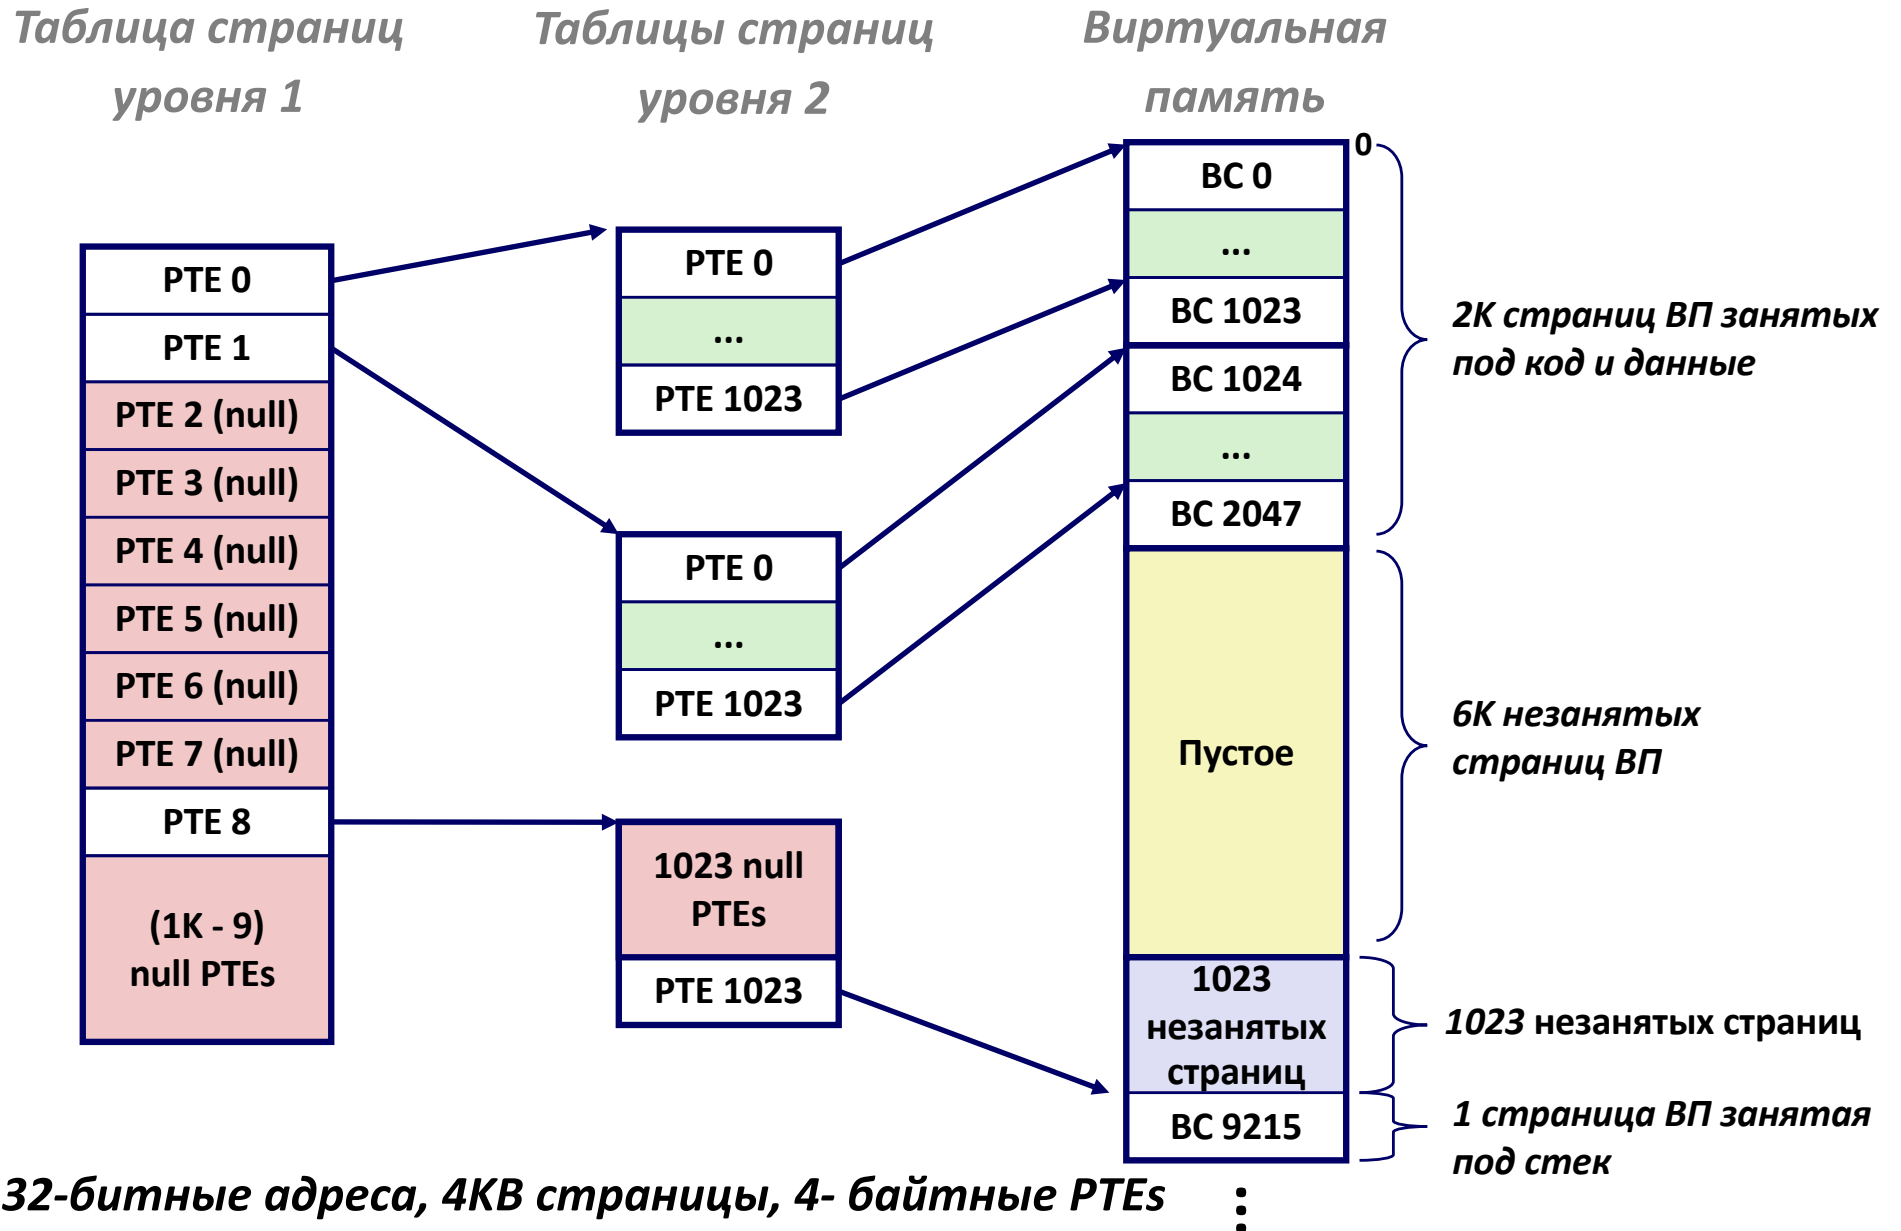 Таблица страниц
уровня 1
Таблицы страниц
уровня 2
Виртуальная
память
PTE 0
PTE 1
PTE 2 (null)
PTE 3 (null)
PTE 4 (null)
PTE 5 (null)
PTE 6 (null)
PTE 7 (null)
PTE 8
(1K - 9)
null PTEs
PTE 0
...
PTE 1023
PTE 0
...
PTE 1023
1023 null
PTEs
PTE 1023
0
ВС 0
...
ВС 1023
ВС 1024
...
ВС 2047
Пустое
1023
незанятых
страниц
ВС 9215
2К страниц ВП занятых
под код и данные
6К незанятых
страниц ВП
1023 незанятых страниц
1 страница ВП занятая
под стек
32-битные адреса, 4KB страницы, 4- байтные PTEs